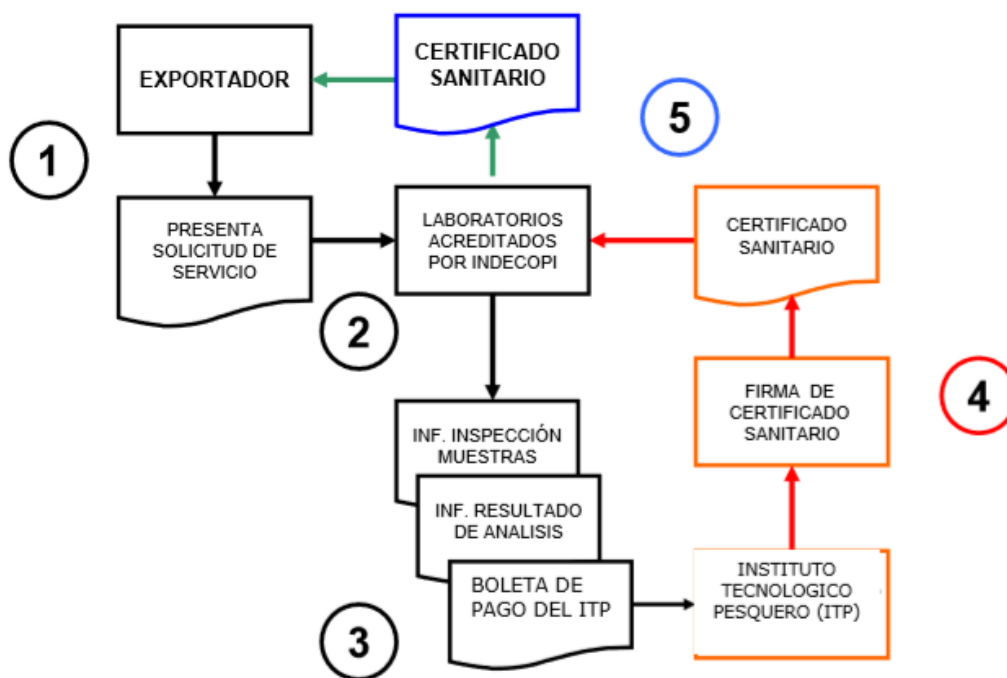 EXPORTADOR
CERTIFICADO
SANITARIO
5
1
PRESENTA
SOLICITUD DE
SERVICIO
LABORATORIOS
ACREDITADOS
POR INDECOPI
CERTIFICADO
SANITARIO
2
4
FIRMA DE
CERTIFICADO
SANITARIO
INF. INSPECCIÓN
MUESTRAS
INF. RESULTADO
DE ANALISIS
BOLETA DE
PAGO DEL ITP
INSTITUTO
TECNOLOGICO
PESQUERO (ITP)
3